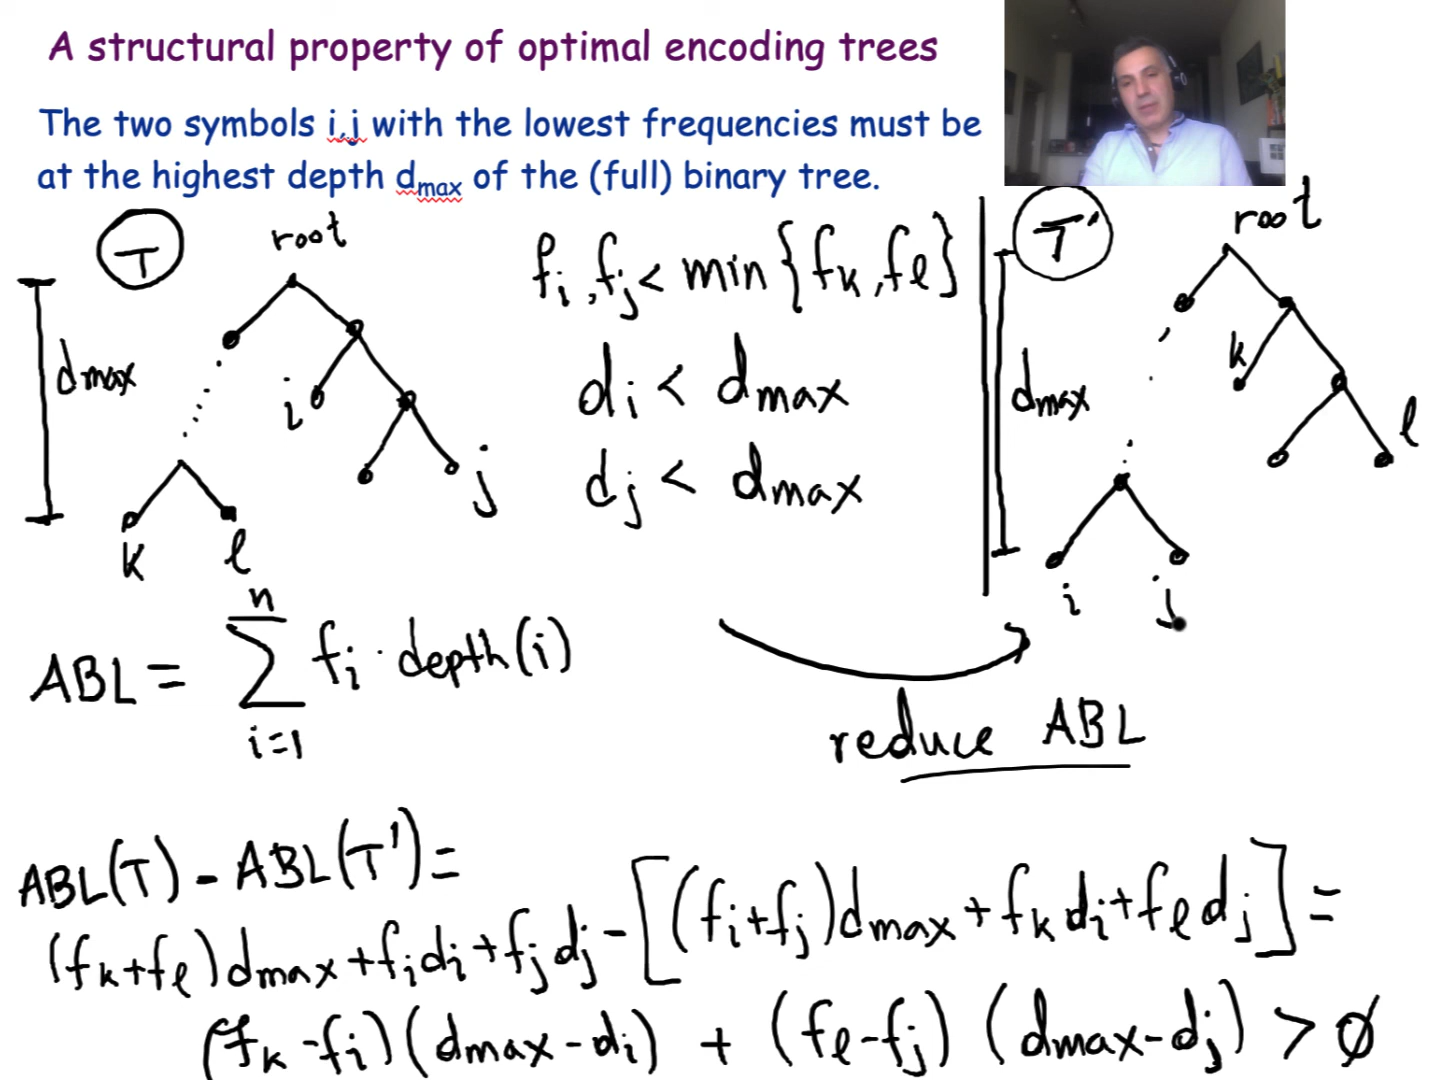 A structural property of optimal encoding trees
The two symbols i,j with the lowest frequencies must be
at the highest depth dmax of the (full) binary tree.
T
root
dmax
i
j
k
l
fi, fj < min{fk, fl}
di < dmax
dj < dmax
T'
root
dmax
k
l
i
j
ABL = ∑ n i=1 fi · depth(i)
reduce ABL
ABL(T) - ABL(T') =
(fk+fl)dmax + fidi + fjdj - [(fi+fj)dmax + fkdi + fldj] =
(fk-fi)(dmax-di) + (fl-fj)(dmax-dj) > 0